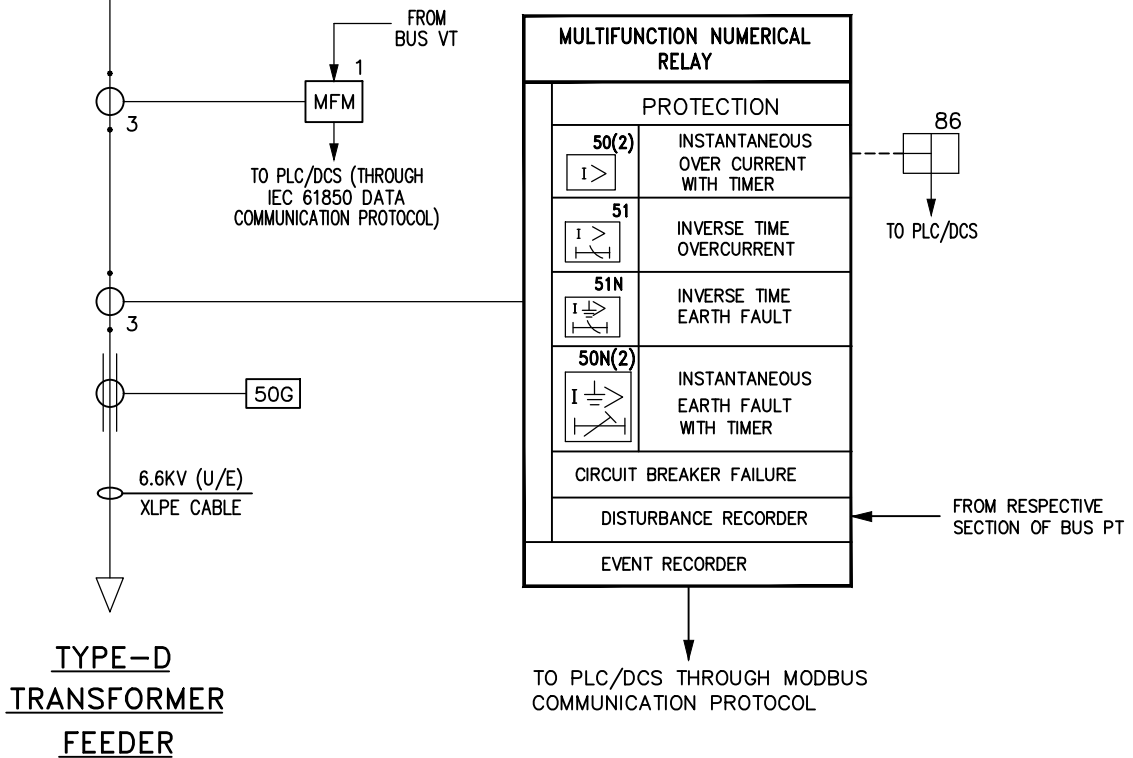 FROM
BUS VT
1
MFM
3
TO PLC/DCS (THROUGH
IEC 61850 DATA
COMMUNICATION PROTOCOL)
3
50G
6.6KV (U/E)
XLPE CABLE
TYPE-D
TRANSFORMER
FEEDER
MULTIFUNCTION NUMERICAL
RELAY
PROTECTION
50(2)
I >
INSTANTANEOUS
OVER CURRENT
WITH TIMER
51
I >
INVERSE TIME
OVERCURRENT
51N
I >
INVERSE TIME
EARTH FAULT
50N(2)
I >
INSTANTANEOUS
EARTH FAULT
WITH TIMER
CIRCUIT BREAKER FAILURE
DISTURBANCE RECORDER
EVENT RECORDER
86
TO PLC/DCS
FROM RESPECTIVE
SECTION OF BUS PT
TO PLC/DCS THROUGH MODBUS
COMMUNICATION PROTOCOL